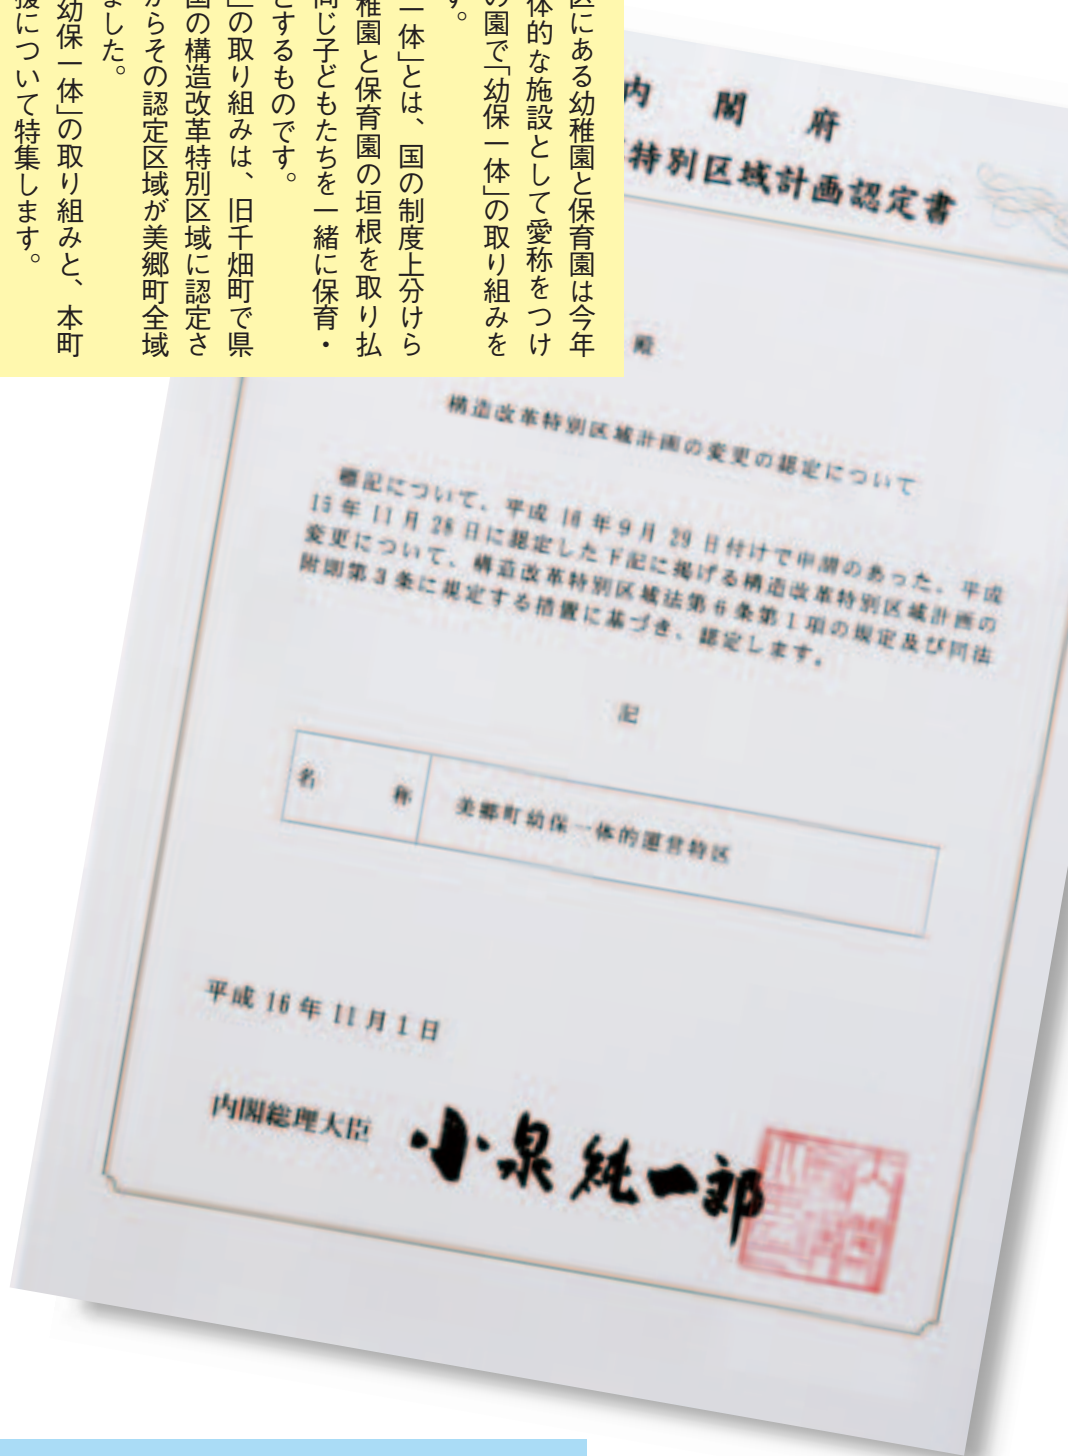 区にある幼稚園と保育園は今年
体的な施設として愛称をつけ
の園で「幼保一体」の取り組みを
す。
一体」とは、国の制度上分けら
稚園と保育園の垣根を取り払
同じ子どもたちを一緒に保育・
とするものです。
」の取り組みは、旧千畑町で県
国の構造改革特別区域に認定さ
からその認定区域が美郷町全域
ました。
幼保一体」の取り組みと、本町
援について特集します。
内閣府
特別区域計画認定書
殿
構造改革特別区域計画の変更の認定について
標記について、平成 16 年 9 月 29 日付けで申請のあった、平成
15 年 11 月 28 日に認定した下記に掲げる構造改革特別区域計画の
変更について、構造改革特別区域法第 6 条第 1 項の規定及び同法
附則第 3 条に規定する措置に基づき、認定します。
記
名称 美郷町幼保一体的運営特区
平成 16 年 11 月 1 日
内閣総理大臣 小泉純一郎